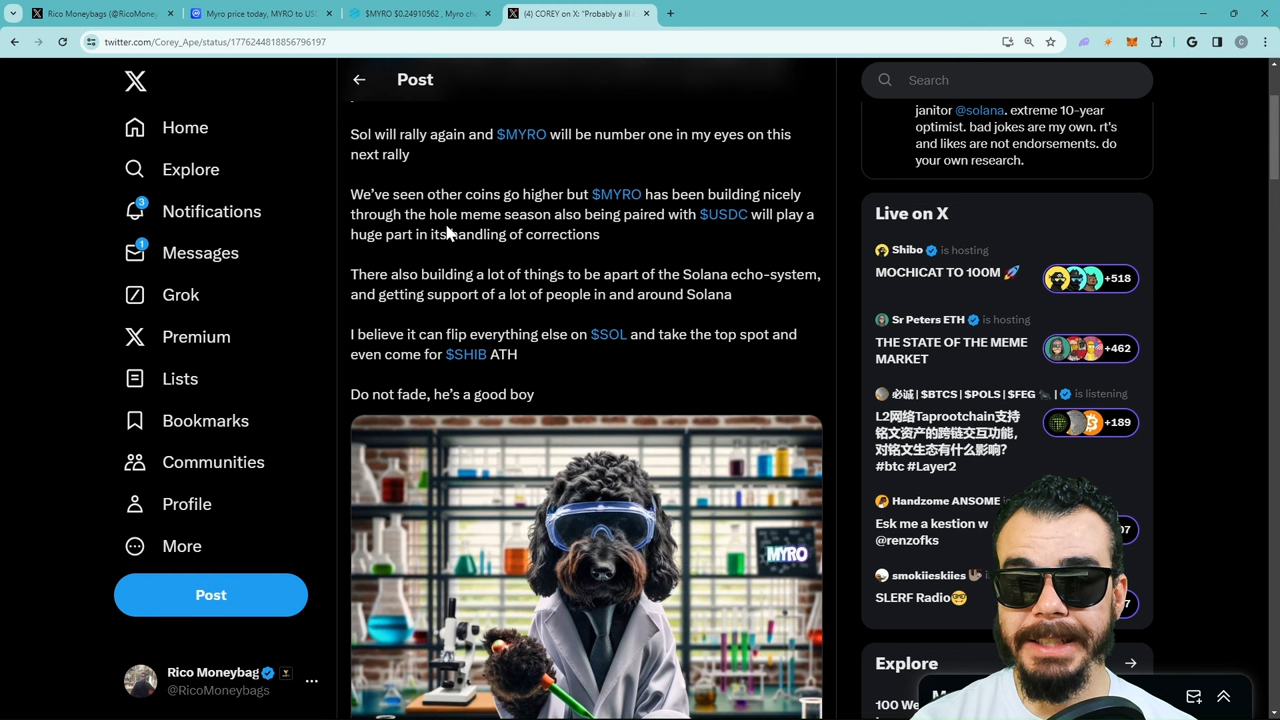 Rico Moneybags (@RicoMoney
Myro price today, MYRO to USD
$MYRO $0.24910562 , Myro ch
(4) COREY on X: "Probably a lil
twitter.com/Corey_Ape/status/1776244818856796197
Home
Explore
3
Notifications
1
Messages
Grok
Premium
Lists
Bookmarks
Communities
Profile
More
Post
Rico Moneybag
@RicoMoneybags
Post
Sol will rally again and $MYRO will be number one in my eyes on this
next rally
We've seen other coins go higher but $MYRO has been building nicely
through the hole meme season also being paired with $USDC will play a
huge part in its handling of corrections
There also building a lot of things to be apart of the Solana echo-system,
and getting support of a lot of people in and around Solana
I believe it can flip everything else on $SOL and take the top spot and
even come for $SHIB ATH
Do not fade, he's a good boy
MYRO
Search
janitor @solana. extreme 10-year
optimist. bad jokes are my own. rt's
and likes are not endorsements. do
your own research.
Live on X
Shibo is hosting
MOCHICAT TO 100M 🚀
+518
Sr Peters ETH is hosting
THE STATE OF THE MEME
MARKET
+462
必诚 | $BTCS | $POLS | $FEG | is listening
L2网络Taprootchain支持
铭文资产的跨链交互功能，
对铭文生态有什么影响？
#btc #Layer2
+189
Handzome ANSOME
Esk me a kestion w
@renzofks
smokiieskiies
SLERF Radio
Explore
100 We